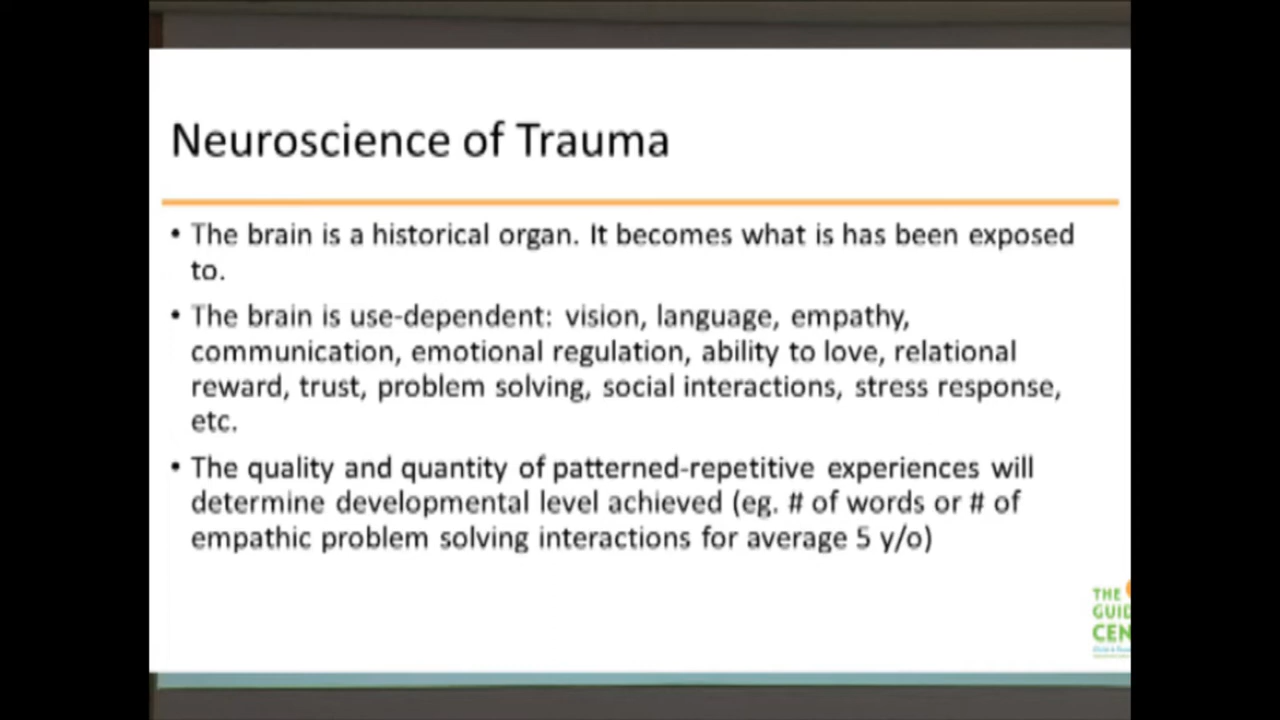 Neuroscience of Trauma
• The brain is a historical organa. It becomes what is has been exposed
to.
• The brain is use-dependent: vision, language, empathy,
communication, emotional regulation, ability to love, relational
reward, trust, problem solving, social interactions, stress response,
etc.
• The quality and quantity of patterned-repetitive experiences will
determine developmental level achieved (eg. # of words or # of
empathic problem solving interactions for average 5 y/o)
THE
GUID
CEN